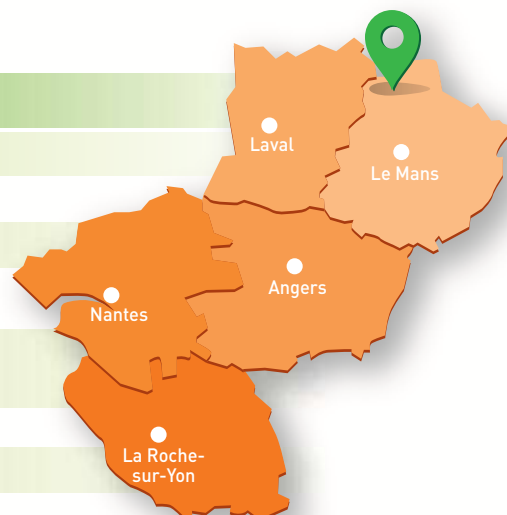 Laval
Le Mans
Angers
Nantes
La Roche-
sur-Yon